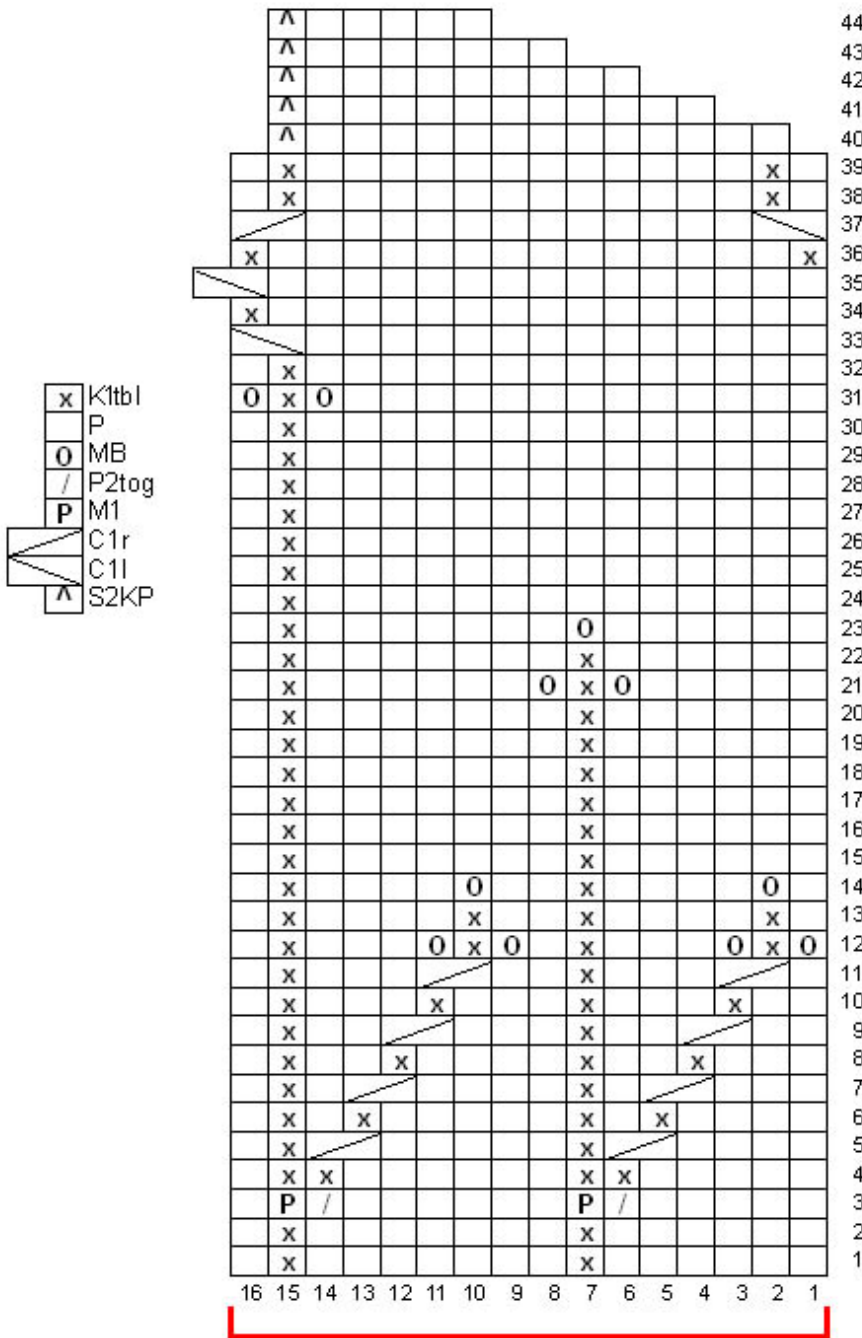 ^ 44
^ 43
^ 42
^ 41
^ 40
x x 39
x x 38
37
x x 36
35
x 34
33
x 32
O x O 31
x 30
x 29
x 28
x 27
x 26
x 25
x 24
x O 23
x x 22
x O x O 21
x x 20
x x 19
x x 18
x x 17
x x 16
x x 15
x O x O 14
x x x x 13
x O x O x O x O 12
x x 11
x x x x 10
x x 9
x x x x 8
x x 7
x x x x 6
x x 5
x x x x 4
P / P / 3
x x 2
x x 1
16 15 14 13 12 11 10 9 8 7 6 5 4 3 2 1
x K1tbl
P
O MB
/ P2tog
P M1
C1r
C1l
^ S2KP